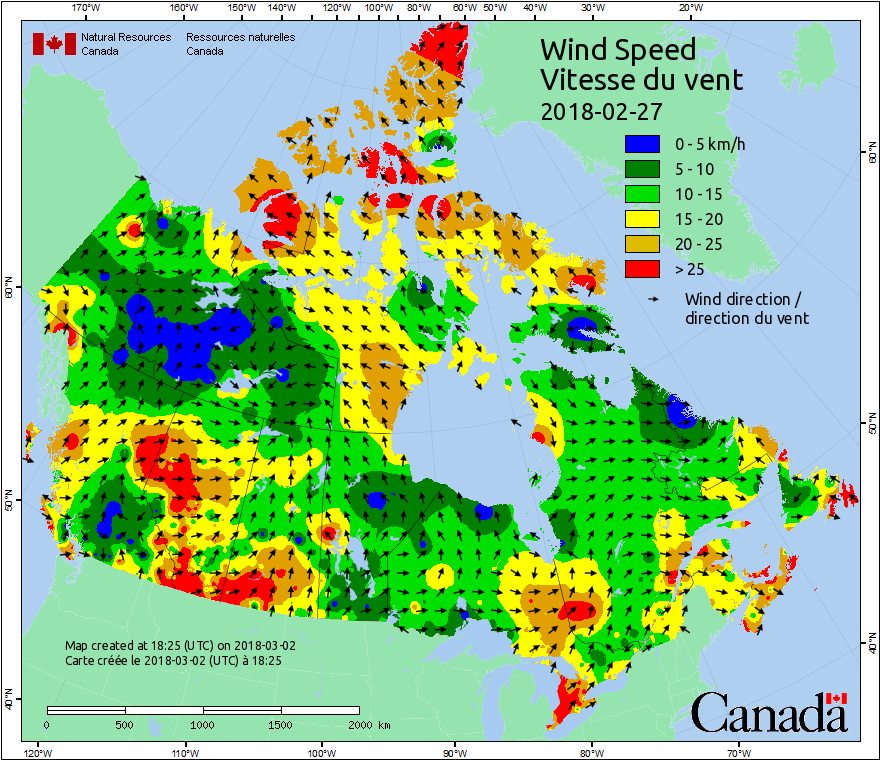 170°W 160°W 150°W 140°W 130°W 120°W 110°W 100°W 90°W 80°W 70°W 60°W 50°W 40°W 30°W 20°W
Natural Resources Ressources naturelles
Canada Canada
Wind Speed
Vitesse du vent
2018-02-27
0 - 5 km/h
5 - 10
10 - 15
15 - 20
20 - 25
> 25
Wind direction /
direction du vent
60°N
60°N
50°N
50°N
40°N
40°N
Map created at 18:25 (UTC) on 2018-03-02
Carte créée le 2018-03-02 (UTC) à 18:25
0 500 1000 1500 2000 km
Canada
120°W 110°W 100°W 90°W 80°W 70°W